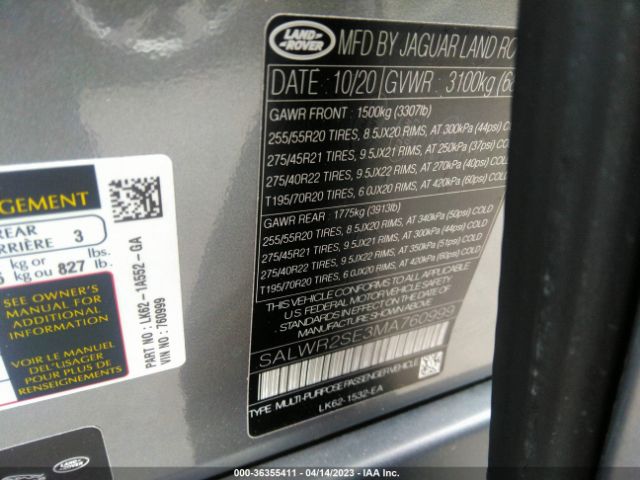 LAND
ROVER
MFD BY JAGUAR LAND RO
DATE : 10/20 GVWR : 3100kg (68
GAWR FRONT : 1500kg (3307lb)
255/55R20 TIRES, 8.5JX20 RIMS, AT 300kPa (44psi) CO
275/45R21 TIRES, 9.5JX21 RIMS, AT 250kPa (37psi) CO
275/40R22 TIRES, 9.5JX22 RIMS, AT 270kPa (40psi) CO
T195/70R20 TIRES, 6.0JX20 RIMS, AT 420kPa (60psi) COL
GAWR REAR : 1775kg (3913lb)
255/55R20 TIRES, 8.5JX20 RIMS, AT 340kPa (50psi) COLD
275/45R21 TIRES, 9.5JX21 RIMS, AT 300kPa (44psi) COLD
275/40R22 TIRES, 9.5JX22 RIMS, AT 350kPa (51psi) COLD
T195/70R20 TIRES, 6.0JX20 RIMS, AT 420kPa (60psi) COLD
THIS VEHICLE CONFORMS TO ALL APPLICABLE
U.S. FEDERAL MOTOR VEHICLE SAFETY
STANDARDS IN EFFECT ON THE DATE OF
MANUFACTURE SHOWN ABOVE.
SALWR2SE3MA760999
TYPE: MULTI-PURPOSE PASSENGER VEHICLE
LK62-1532-EA
GEMENT
REAR
RRIÈRE 3
kg or lbs.
kg ou 827 lb.
SEE OWNER'S
MANUAL FOR
ADDITIONAL
INFORMATION
VOIR LE MANUEL
DE L'USAGER
POUR PLUS DE
RENSEIGNEMENTS
PART NO : LK62-1A552-GA
VIN NO : 760999
LAND
ROVER
000-36355411 - 04/14/2023 - IAA Inc.